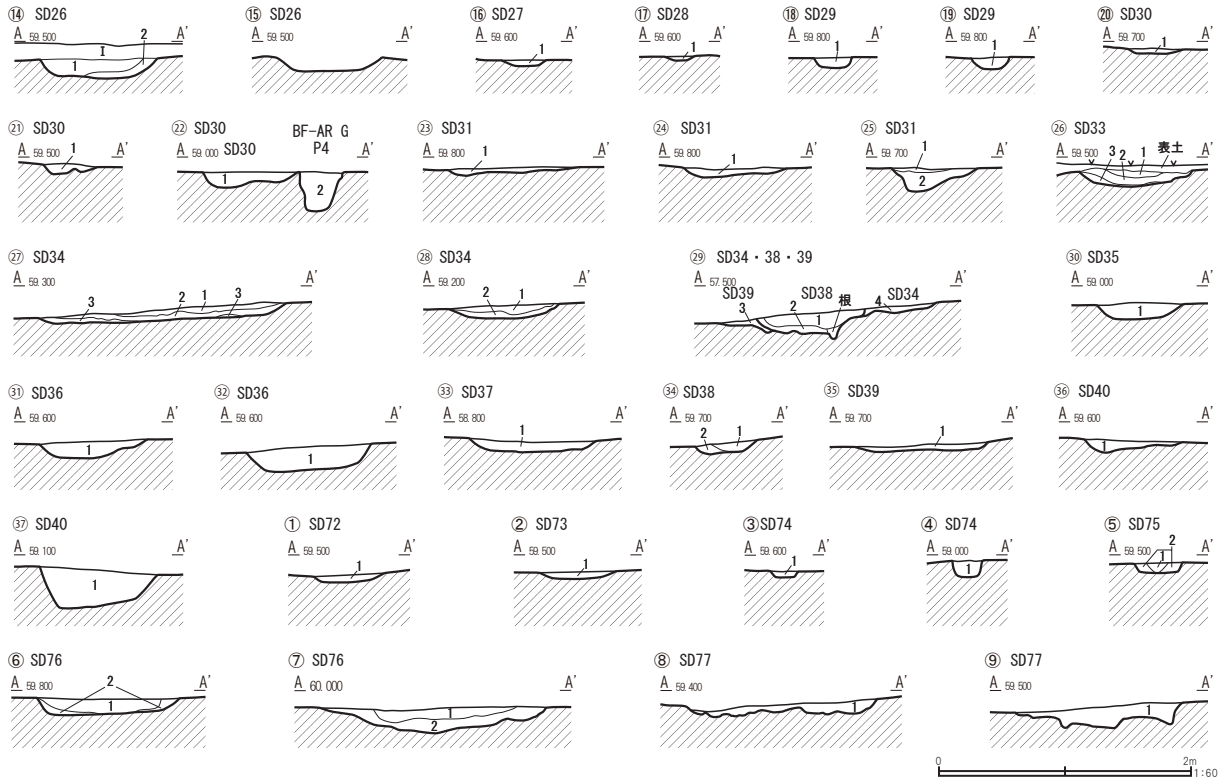 ⑭ SD26
A 59.500 A'
2
I
1
⑮ SD26
A 59.500 A'
⑯ SD27
A 59.600 A'
1
⑰ SD28
A 59.600 A'
1
⑱ SD29
A 59.800 A'
1
⑲ SD29
A 59.800 A'
1
⑳ SD30
A 59.700 A'
1
㉑ SD30
A 59.500 A'
1
㉒ SD30 BF-AR G
A 59.000 SD30 P4 A'
1
2
㉓ SD31
A 59.800 A'
1
㉔ SD31
A 59.800 A'
1
㉕ SD31
A 59.700 A'
1
2
㉖ SD33
A 59.500 A'
3 2 1 表土
㉗ SD34
A 59.300 A'
3 2 1 3
㉘ SD34
A 59.200 A'
2 1
㉙ SD34・38・39
A 57.500 A'
SD39 SD38 SD34
3 2 1 根 4
㉚ SD35
A 59.000 A'
1
㉛ SD36
A 59.600 A'
1
㉜ SD36
A 59.600 A'
1
㉝ SD37
A 58.800 A'
1
㉞ SD38
A 59.700 A'
2 1
㉟ SD39
A 59.700 A'
1
㊱ SD40
A 59.600 A'
1
㊲ SD40
A 59.100 A'
1
① SD72
A 59.500 A'
1
② SD73
A 59.500 A'
1
③ SD74
A 59.600 A'
1
④ SD74
A 59.000 A'
1
⑤ SD75
A 59.500 A'
1 2
⑥ SD76
A 59.800 A'
2
1
⑦ SD76
A 60.000 A'
1
2
⑧ SD77
A 59.400 A'
1
⑨ SD77
A 59.500 A'
1
0 2m
1:60